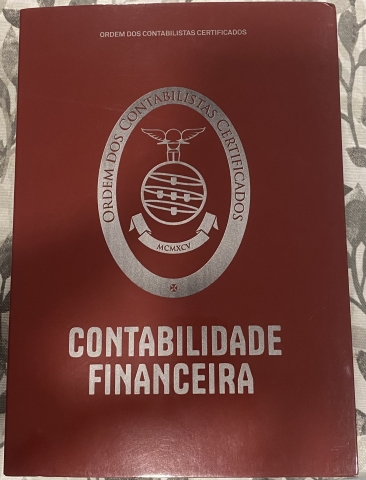 ORDEM DOS CONTABILISTAS CERTIFICADOS
ORDEM DOS CONTABILISTAS CERTIFICADOS
MCMXCV
CONTABILIDADE
FINANCEIRA